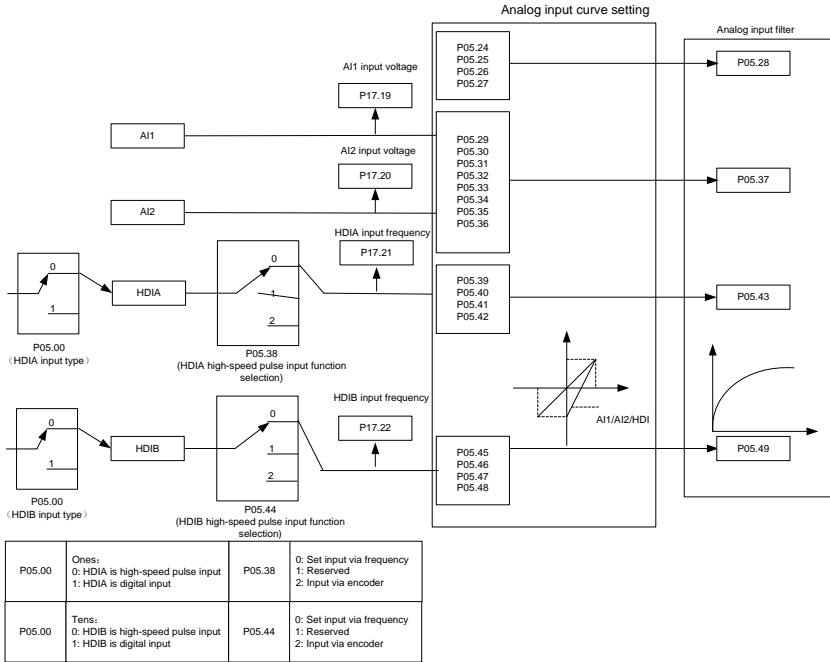 Analog input curve setting
Analog input filter
P05.24
P05.25
P05.26
P05.27
P05.28
AI1 input voltage
P17.19
AI1
AI2 input voltage
P17.20
AI2
P05.29
P05.30
P05.31
P05.32
P05.33
P05.34
P05.35
P05.36
P05.37
HDIA input frequency
P17.21
0
1
P05.00
（HDIA input type）
HDIA
0
1
2
P05.38
(HDIA high-speed pulse input function
selection)
P05.39
P05.40
P05.41
P05.42
P05.43
AI1/AI2/HDI
HDIB input frequency
P17.22
0
1
P05.00
（HDIB input type）
HDIB
0
1
2
P05.44
(HDIB high-speed pulse input function
selection)
P05.45
P05.46
P05.47
P05.48
P05.49
P05.00
Ones：
0: HDIA is high-speed pulse input
1: HDIA is digital input
P05.38
0: Set input via frequency
1: Reserved
2: Input via encoder
P05.00
Tens：
0: HDIB is high-speed pulse input
1: HDIB is digital input
P05.44
0: Set input via frequency
1: Reserved
2: Input via encoder